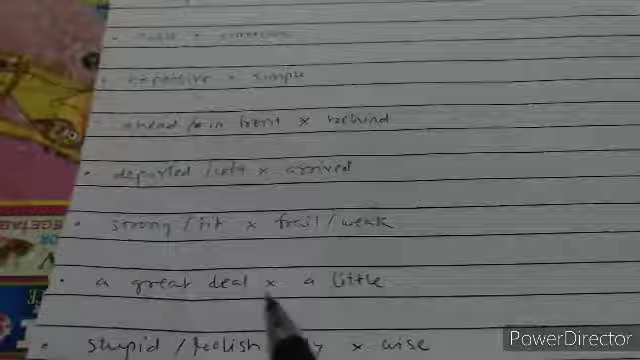 expensive × simple
ahead / in front × behind
departed / left × arrived
strong / fit × frail / weak
a great deal × a little
stupid / foolish × wise
VEGETAB
PowerDirector